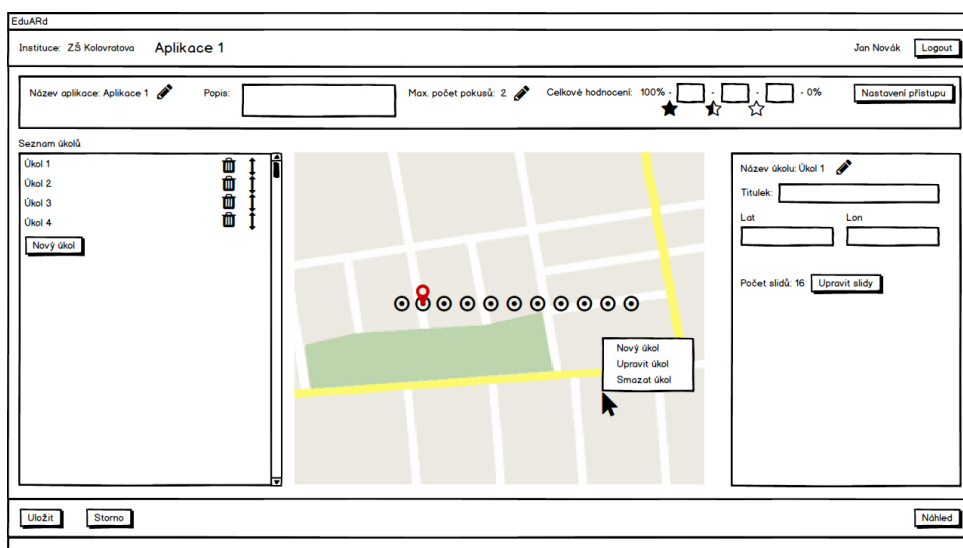 EduARd
Instituce: ZŠ Kolovratova Aplikace 1 Jan Novák Logout
Název aplikace: Aplikace 1 Popis: Max. počet pokusů: 2 Celkové hodnocení: 100% - - - - 0% Nastavení přístupu
Seznam úkolů
Úkol 1
Úkol 2
Úkol 3
Úkol 4
Nový úkol
Nový úkol
Upravit úkol
Smazat úkol
Název úkolu: Úkol 1
Titulek:
Lat Lon
Počet slidů: 16 Upravit slidy
Uložit Storno Náhled